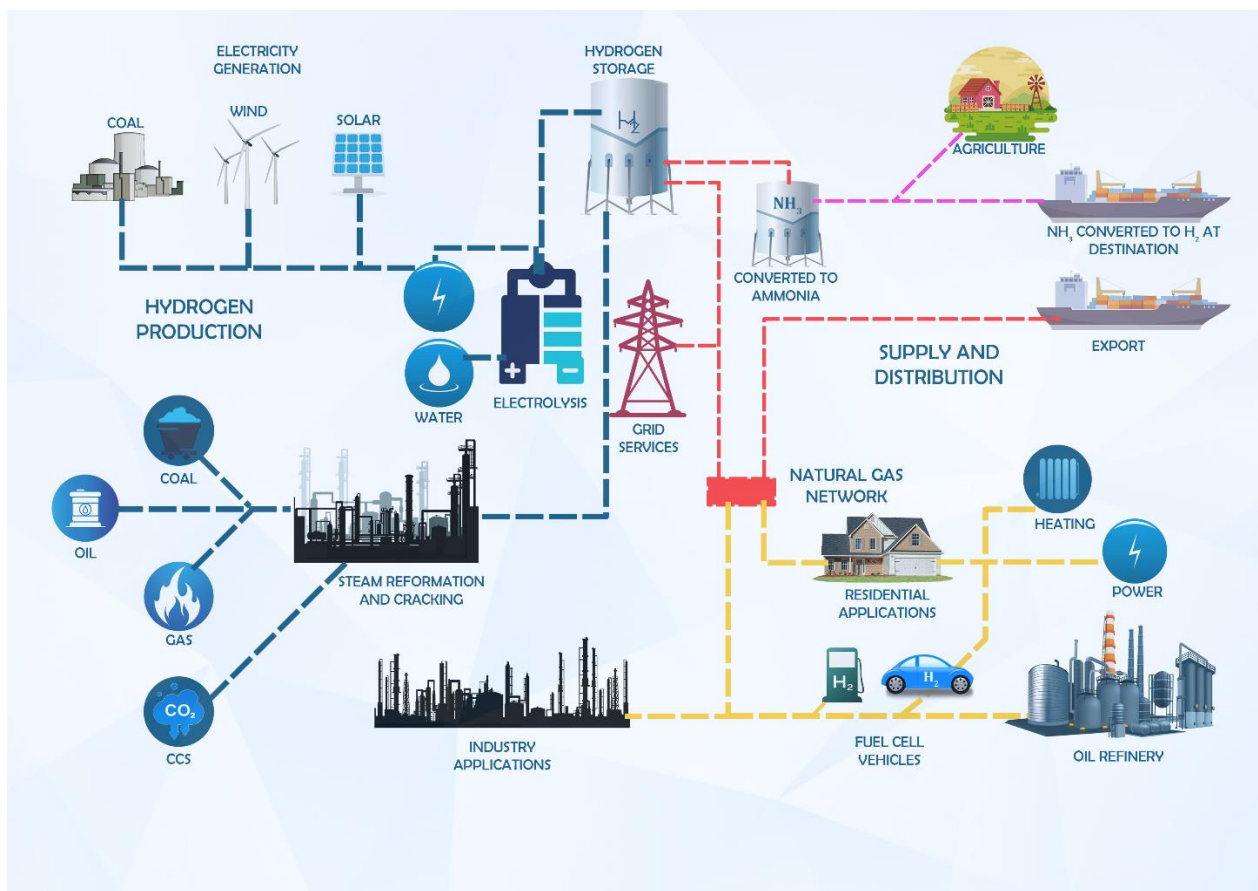 ELECTRICITY
GENERATION
COAL
WIND
SOLAR
HYDROGEN
STORAGE
H₂
HYDROGEN
PRODUCTION
WATER
ELECTROLYSIS
NH₃
CONVERTED TO
AMMONIA
AGRICULTURE
NH₃ CONVERTED TO H₂ AT
DESTINATION
EXPORT
SUPPLY AND
DISTRIBUTION
GRID
SERVICES
COAL
OIL
GAS
CO₂
CCS
STEAM REFORMATION
AND CRACKING
NATURAL GAS
NETWORK
RESIDENTIAL
APPLICATIONS
HEATING
POWER
INDUSTRY
APPLICATIONS
H₂
H₂
FUEL CELL
VEHICLES
OIL REFINERY